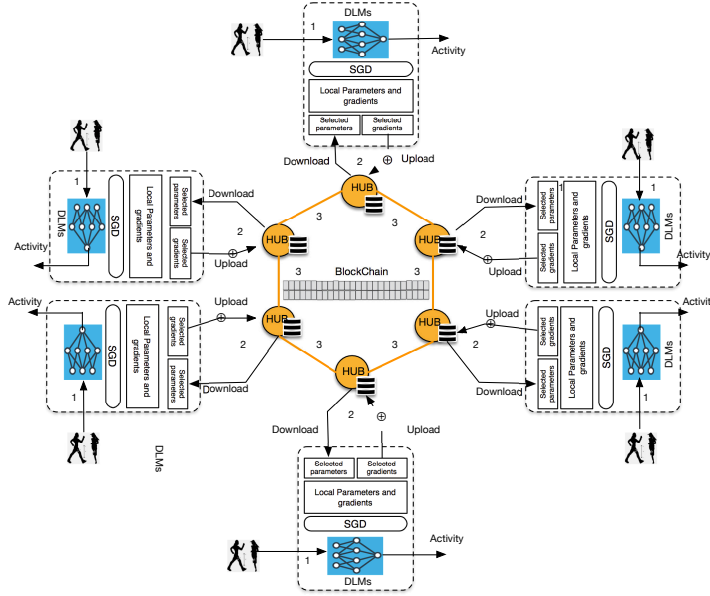 DLMs
1
Activity
SGD
Local Parameters and
gradients
Selected
parameters
Selected
gradients
Download
2
Upload
HUB
3
3
1
DLMs
SGD
Local Parameters and
gradients
Selected
parameters
Selected
gradients
Download
2
Upload
Activity
HUB
1
Download
2
Upload
Selected
parameters
1
Selected
gradients
Local Parameters and
gradients
SGD
DLMs
Activity
HUB
3
BlockChain
3
Activity
1
SGD
Local Parameters and
gradients
Selected
gradients
Selected
parameters
Upload
2
Download
HUB
DLMs
3
3
HUB
Upload
2
Download
Selected
gradients
Selected
parameters
Local Parameters and
gradients
SGD
DLMs
Activity
1
HUB
2
Download
Upload
Selected
parameters
Selected
gradients
Local Parameters and
gradients
SGD
1
Activity
DLMs